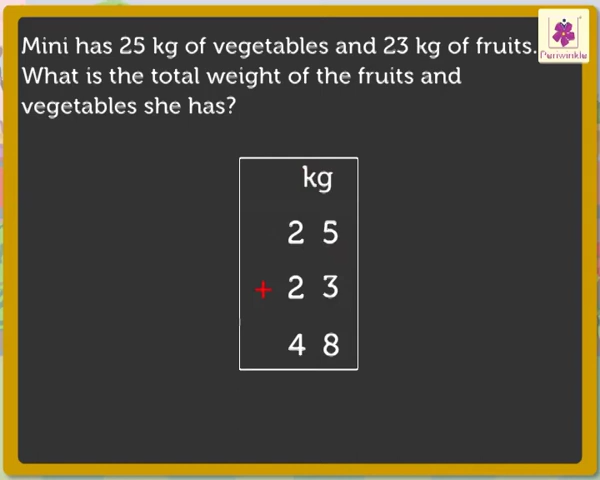 Mini has 25 kg of vegetables and 23 kg of fruits.
What is the total weight of the fruits and
vegetables she has?
Periwinkle
kg
2 5
+ 2 3
4 8